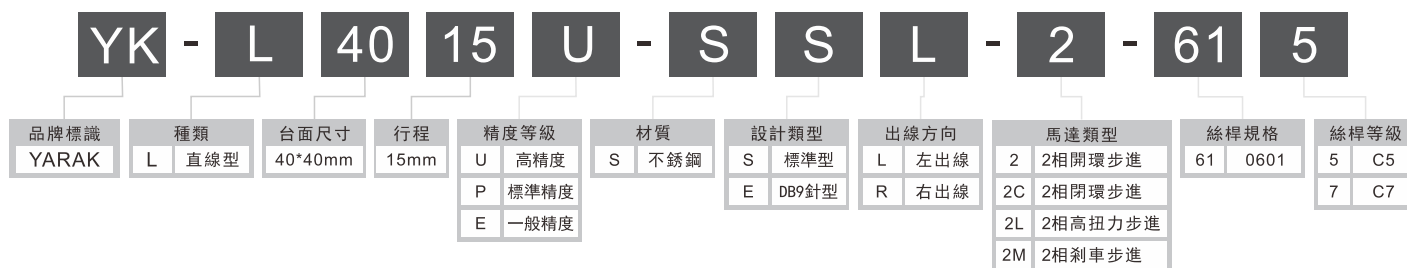 YK - L 40 15 U - S S L - 2 - 61 5
品牌標識 種類 台面尺寸 行程 精度等級 材質 設計類型 出線方向 馬達類型 絲桿規格 絲桿等級
YARAK L 直線型 40*40mm 15mm U 高精度 S 不銹鋼 S 標準型 L 左出線 2 2相開環步進 61 0601 5 C5
P 標準精度 E DB9針型 R 右出線 2C 2相閉環步進 7 C7
E 一般精度 2L 2相高扭力步進
2M 2相剎車步進